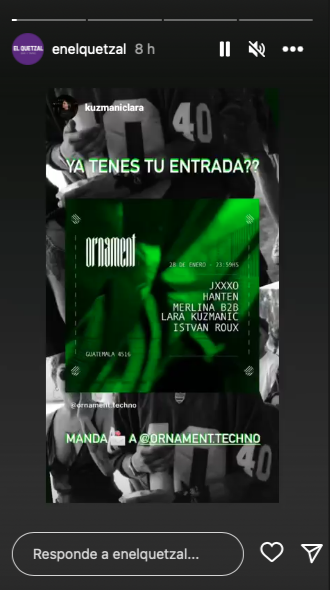 EL QUETZAL
enelquetzal 8 h
kuzmaniclara
40
YA TENES TU ENTRADA??
ornament
28 DE ENERO - 23:59HS
JXXXO
HANTEN
MERLINA B2B
LARA KUZMANIC
ISTVAN ROUX
GUATEMALA 4516
@ornament.techno
MANDA 📩 A @ORNAMENT.TECHNO
40
Responde a enelquetzal...